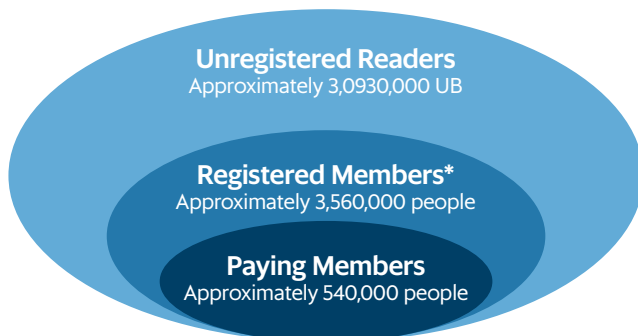 Unregistered Readers
Approximately 3,0930,000 UB
Registered Members*
Approximately 3,560,000 people
Paying Members
Approximately 540,000 people